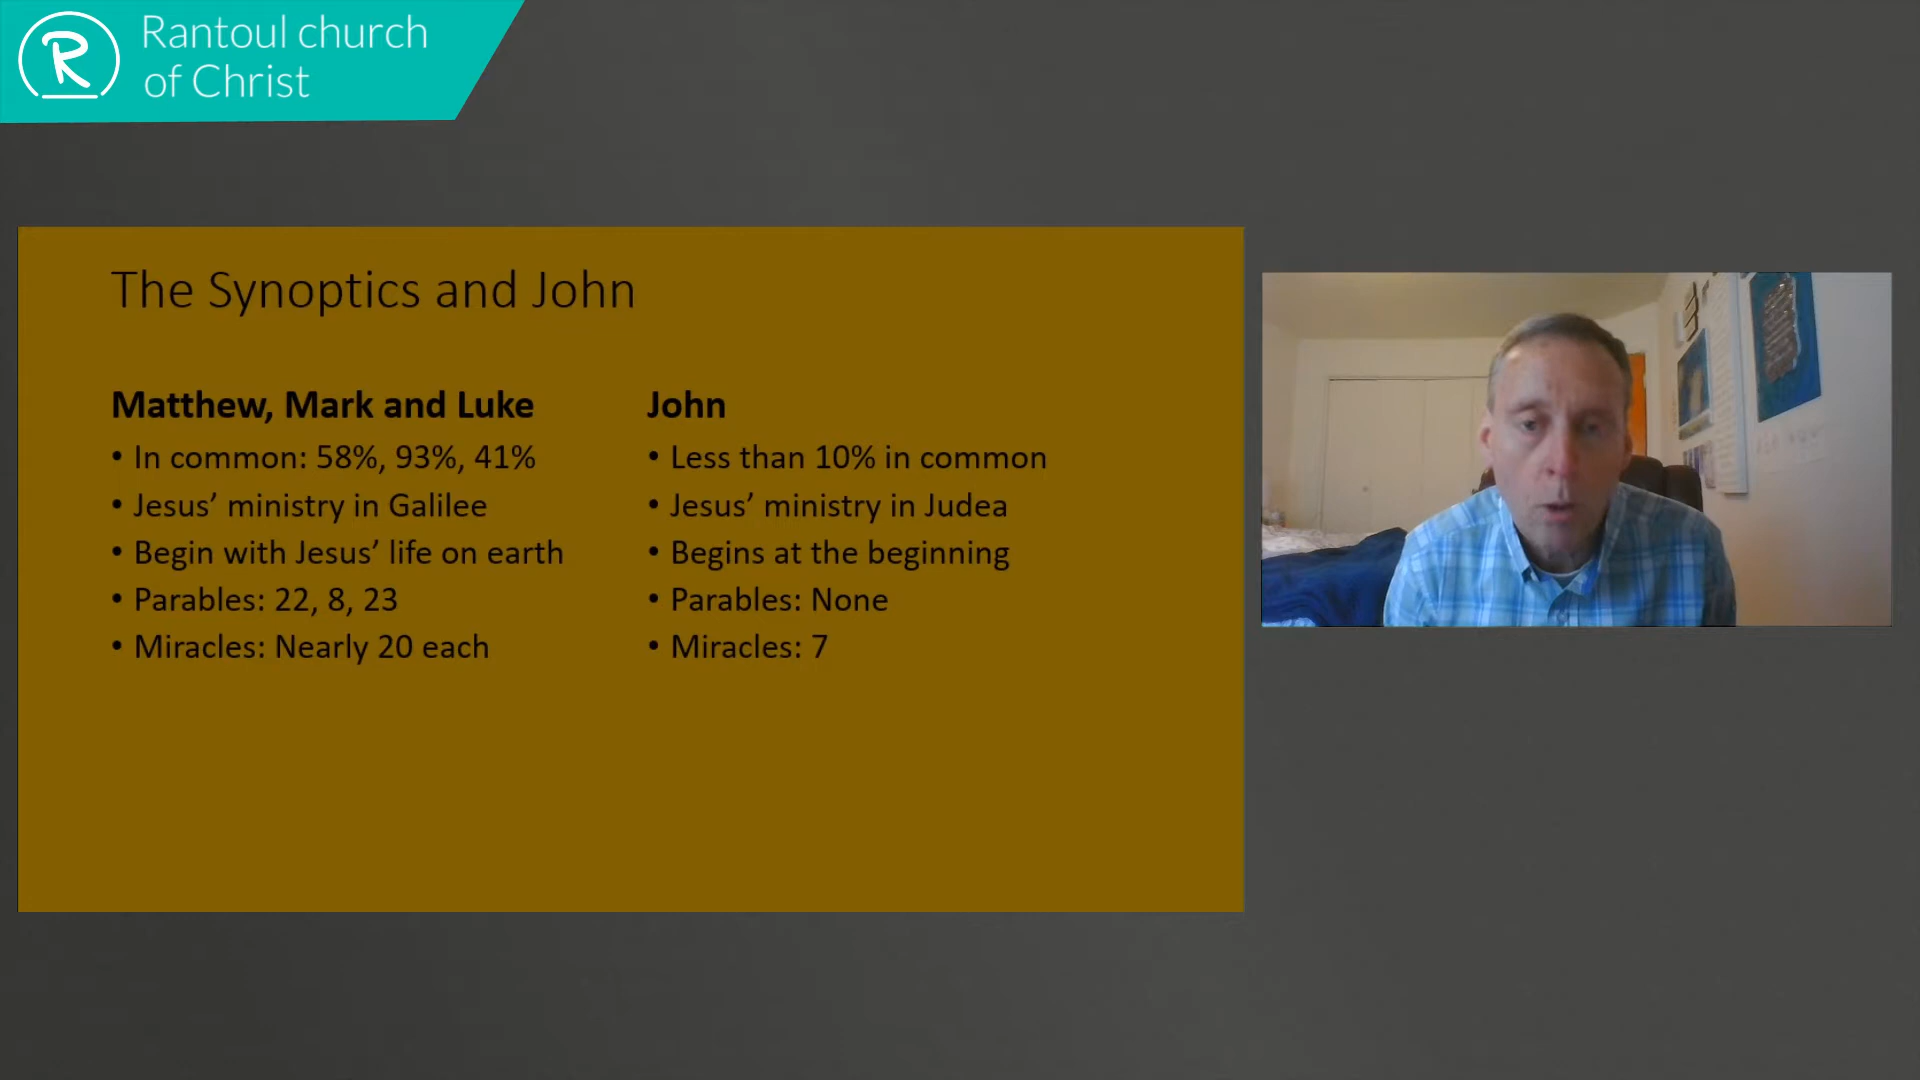 Rantoul church
of Christ
The Synoptics and John
Matthew, Mark and Luke
• In common: 58%, 93%, 41%
• Jesus’ ministry in Galilee
• Begin with Jesus’ life on earth
• Parables: 22, 8, 23
• Miracles: Nearly 20 each
John
• Less than 10% in common
• Jesus’ ministry in Judea
• Begins at the beginning
• Parables: None
• Miracles: 7